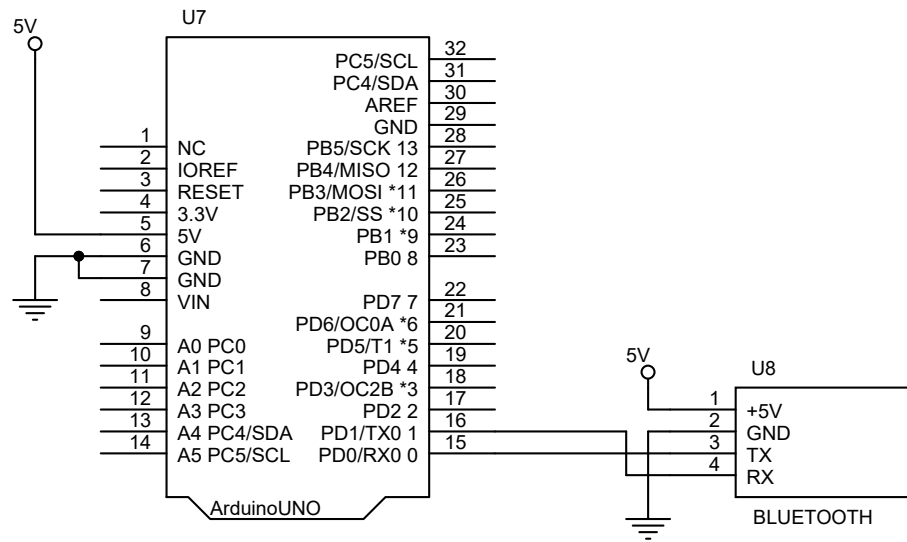 U7
5V
1 NC
2 IOREF
3 RESET
4 3.3V
5 5V
6 GND
7 GND
8 VIN
9 A0 PC0
10 A1 PC1
11 A2 PC2
12 A3 PC3
13 A4 PC4/SDA
14 A5 PC5/SCL
PC5/SCL 32
PC4/SDA 31
AREF 30
GND 29
PB5/SCK 13 28
PB4/MISO 12 27
PB3/MOSI *11 26
PB2/SS *10 25
PB1 *9 24
PB0 8 23
PD7 7 22
PD6/OC0A *6 21
PD5/T1 *5 20
PD4 4 19
PD3/OC2B *3 18
PD2 2 17
PD1/TX0 1 16
PD0/RX0 0 15
ArduinoUNO
5V
U8
1 +5V
2 GND
3 TX
4 RX
BLUETOOTH